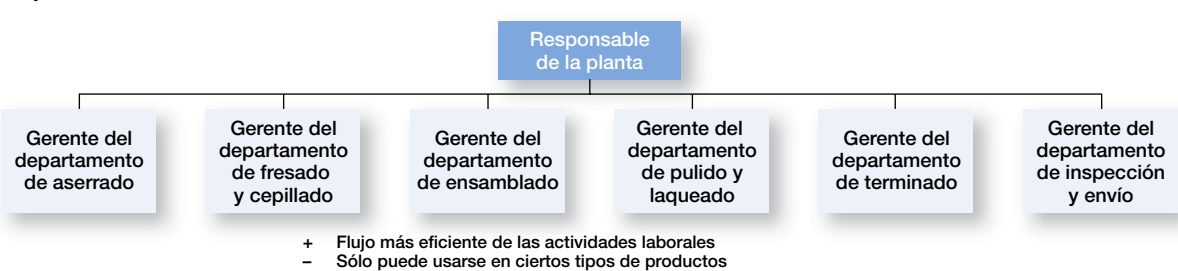 Responsable
de la planta
Gerente del
departamento
de aserrado
Gerente del
departamento
de fresado
y cepillado
Gerente del
departamento
de ensamblado
Gerente del
departamento
de pulido y
laqueado
Gerente del
departamento
de terminado
Gerente del
departamento
de inspección
y envío
+ Flujo más eficiente de las actividades laborales
– Sólo puede usarse en ciertos tipos de productos